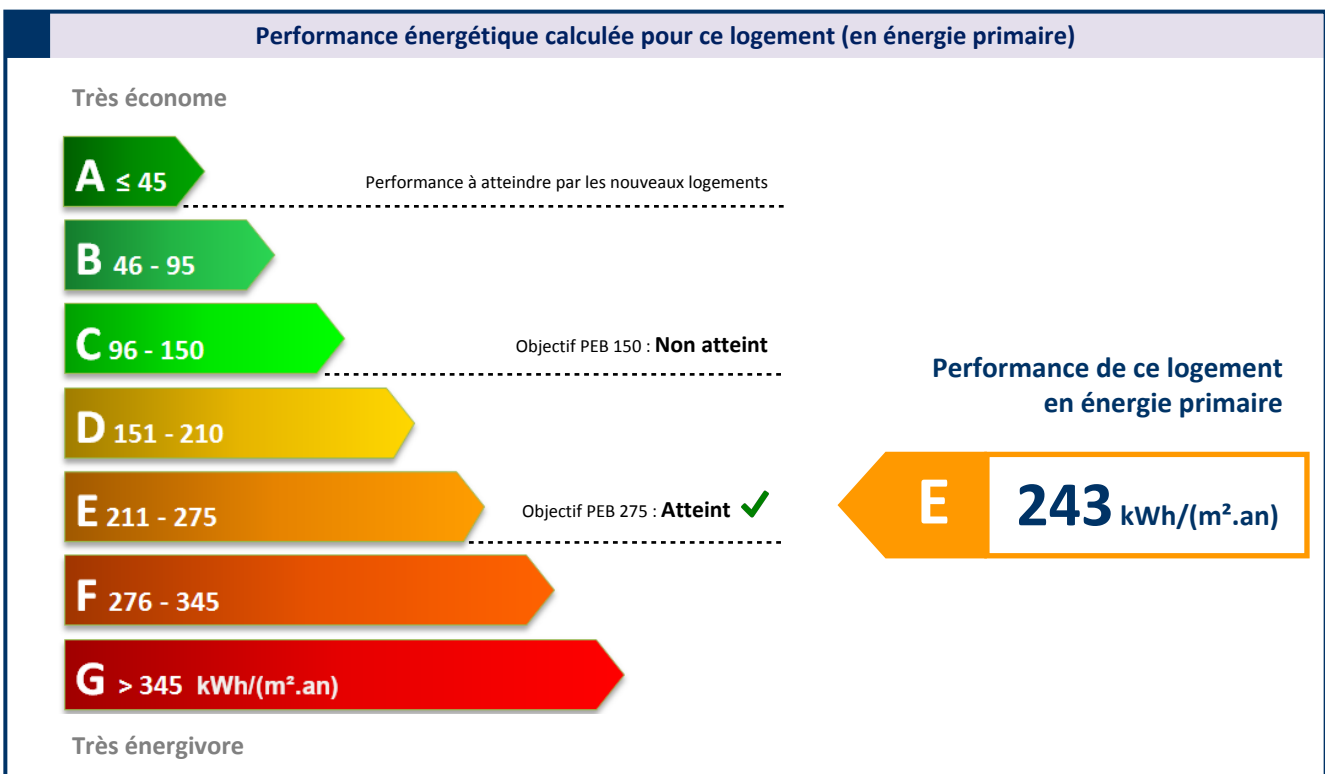 Performance énergétique calculée pour ce logement (en énergie primaire)
Très économe
A ≤ 45
Performance à atteindre par les nouveaux logements
B 46 - 95
C 96 - 150
Objectif PEB 150 : Non atteint
Performance de ce logement
en énergie primaire
D 151 - 210
E 211 - 275
Objectif PEB 275 : Atteint ✓
E 243 kWh/(m².an)
F 276 - 345
G > 345 kWh/(m².an)
Très énergivore